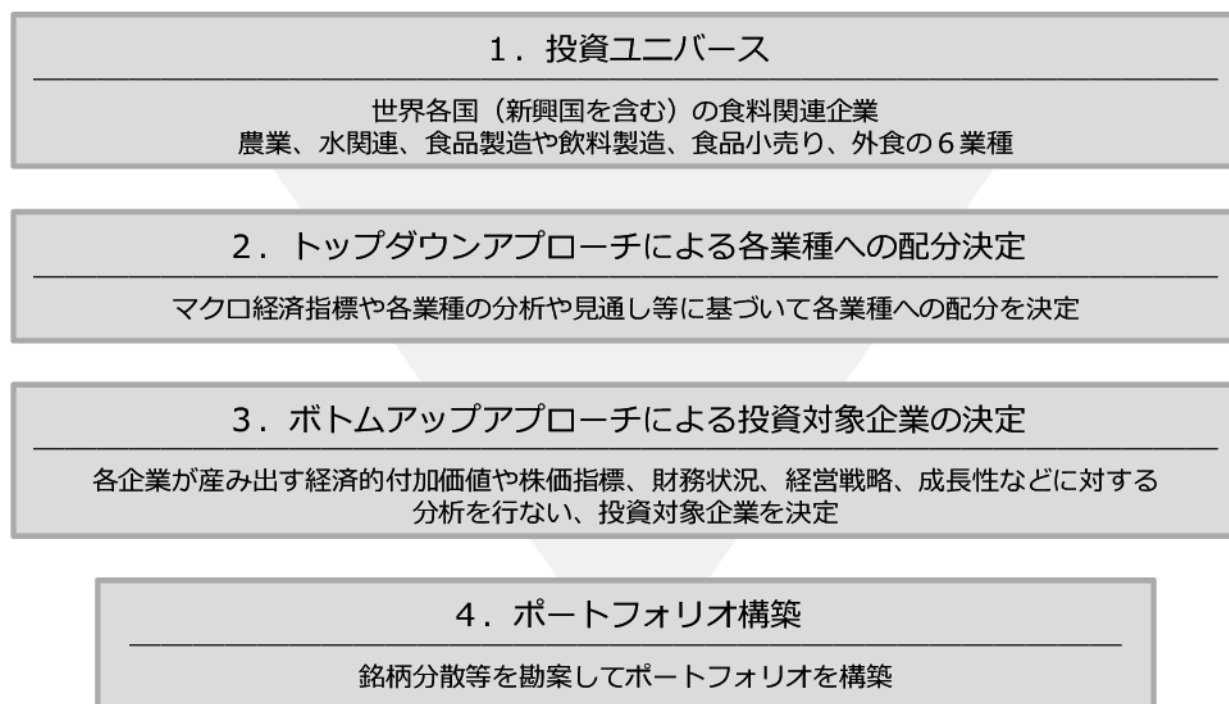 １．投資ユニバース
世界各国（新興国を含む）の食料関連企業
農業、水関連、食品製造や飲料製造、食品小売り、外食の６業種
２．トップダウンアプローチによる各業種への配分決定
マクロ経済指標や各業種の分析や見通し等に基づいて各業種への配分を決定
３．ボトムアップアプローチによる投資対象企業の決定
各企業が産み出す経済的付加価値や株価指標、財務状況、経営戦略、成長性などに対する
分析を行ない、投資対象企業を決定
４．ポートフォリオ構築
銘柄分散等を勘案してポートフォリオを構築